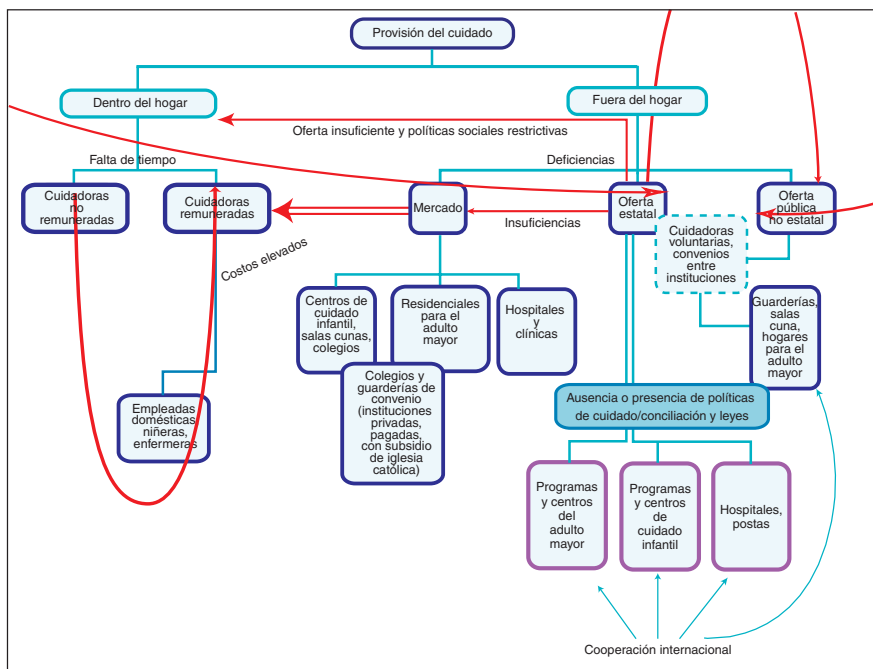 Provisión del cuidado
Dentro del hogar
Fuera del hogar
Oferta insuficiente y políticas sociales restrictivas
Falta de tiempo
Deficiencias
Cuidadoras
no
remuneradas
Cuidadoras
remuneradas
Mercado
Insuficiencias
Oferta
estatal
Oferta
pública
no estatal
Cuidadoras
voluntarias,
convenios
entre
instituciones
Costos elevados
Centros de
cuidado
infantil,
salas cunas,
colegios
Residenciales
para el
adulto
mayor
Hospitales
y
clínicas
Guarderías,
salas
cuna,
hogares
para el
adulto
mayor
Colegios y
guarderías de
convenio
(instituciones
privadas,
pagadas,
con subsidio
de iglesia
católica)
Empleadas
domésticas,
niñeras,
enfermeras
Ausencia o presencia de políticas
de cuidado/conciliación y leyes
Programas
y centros
del
adulto
mayor
Programas
y centros
de
cuidado
infantil
Hospitales,
postas
Cooperación internacional